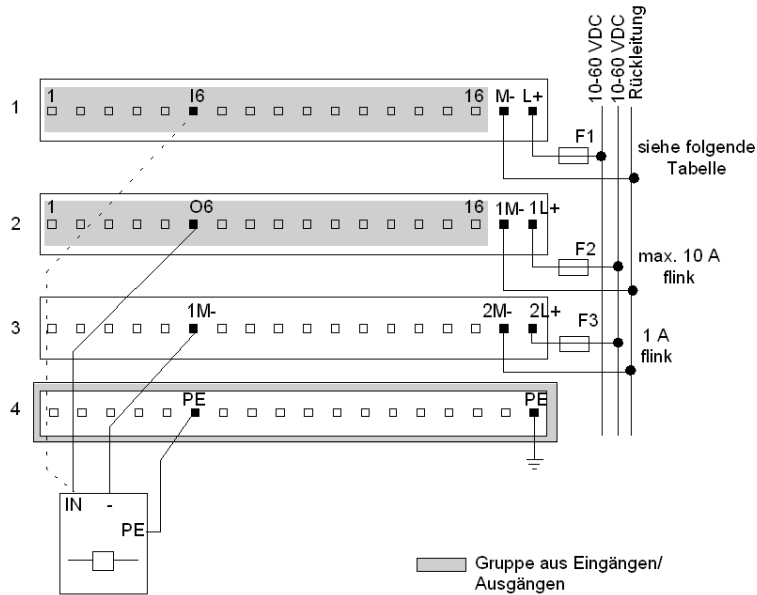 10-60 VDC
10-60 VDC
Rückleitung
1
1
I6
16
M-
L+
F1
siehe folgende
Tabelle
2
1
O6
16
1M-
1L+
F2
max. 10 A
flink
3
1M-
2M-
2L+
F3
1 A
flink
4
PE
PE
IN
-
PE
Gruppe aus Eingängen/
Ausgängen